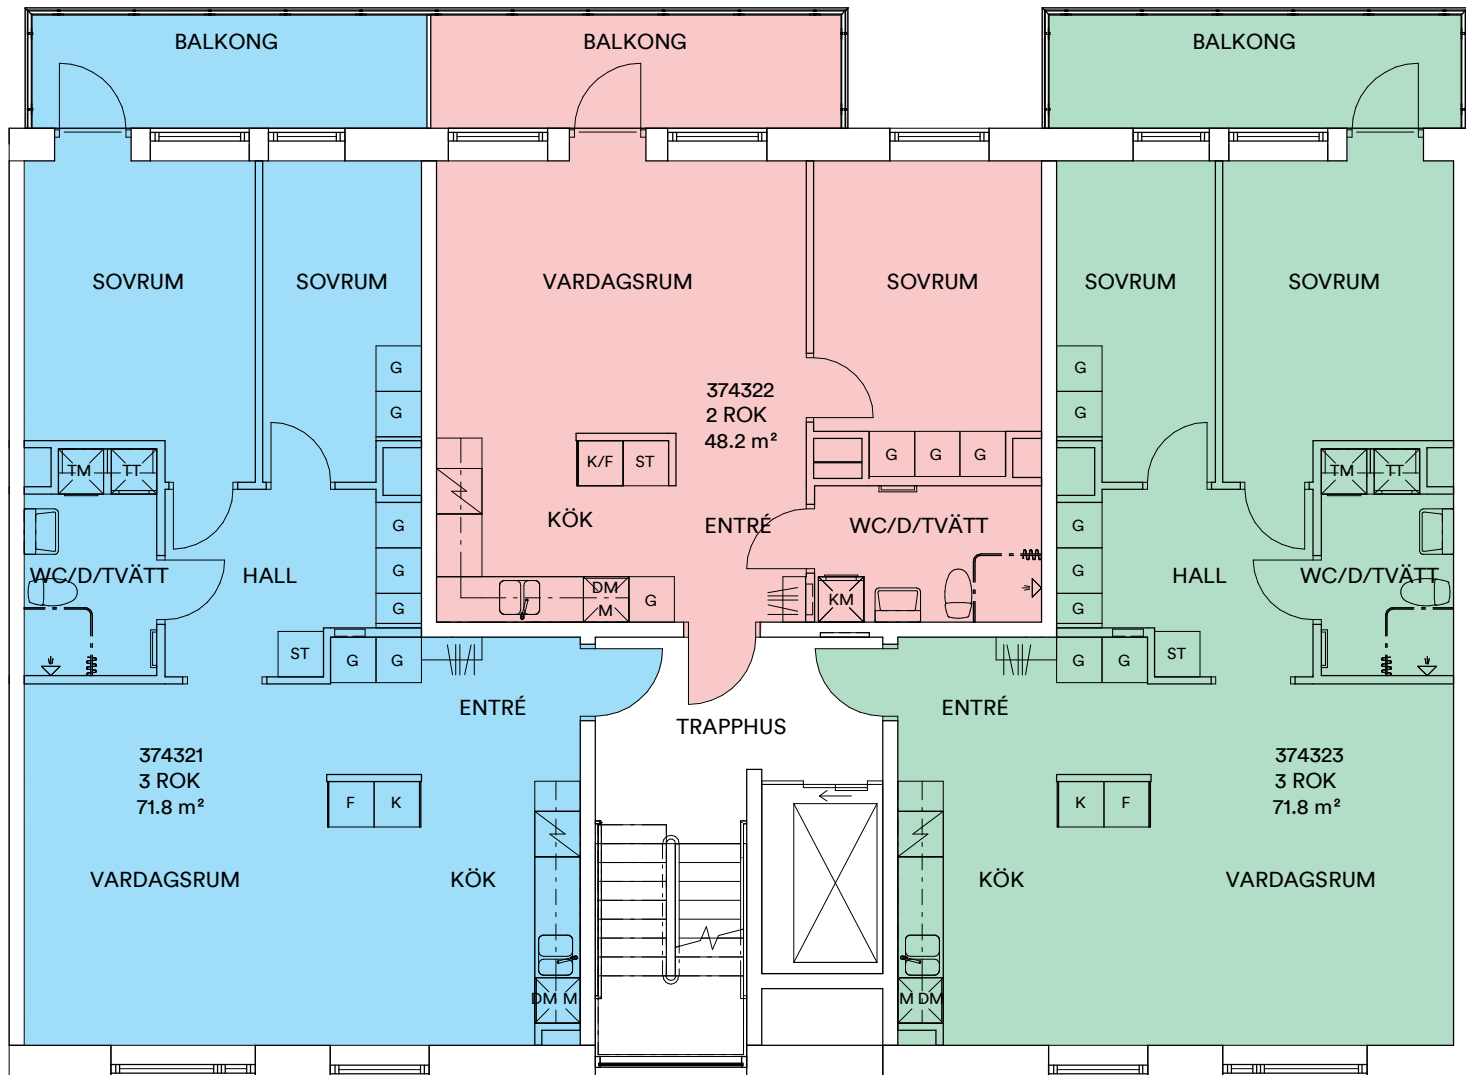 BALKONG
BALKONG
BALKONG
SOVRUM
SOVRUM
VARDAGSRUM
SOVRUM
SOVRUM
SOVRUM
G
G
G
G
374322
2 ROK
48.2 m²
TM
TT
K/F
ST
G
G
G
TM
TT
KÖK
ENTRÉ
WC/D/TVÄTT
G
G
WC/D/TVÄTT
HALL
G
G
HALL
WC/D/TVÄTT
DM
M
G
KM
G
G
ST
G
G
G
G
ST
ENTRÉ
TRAPPHUS
ENTRÉ
374321
3 ROK
71.8 m²
F
K
K
F
374323
3 ROK
71.8 m²
VARDAGSRUM
KÖK
KÖK
VARDAGSRUM
DM M
M DM